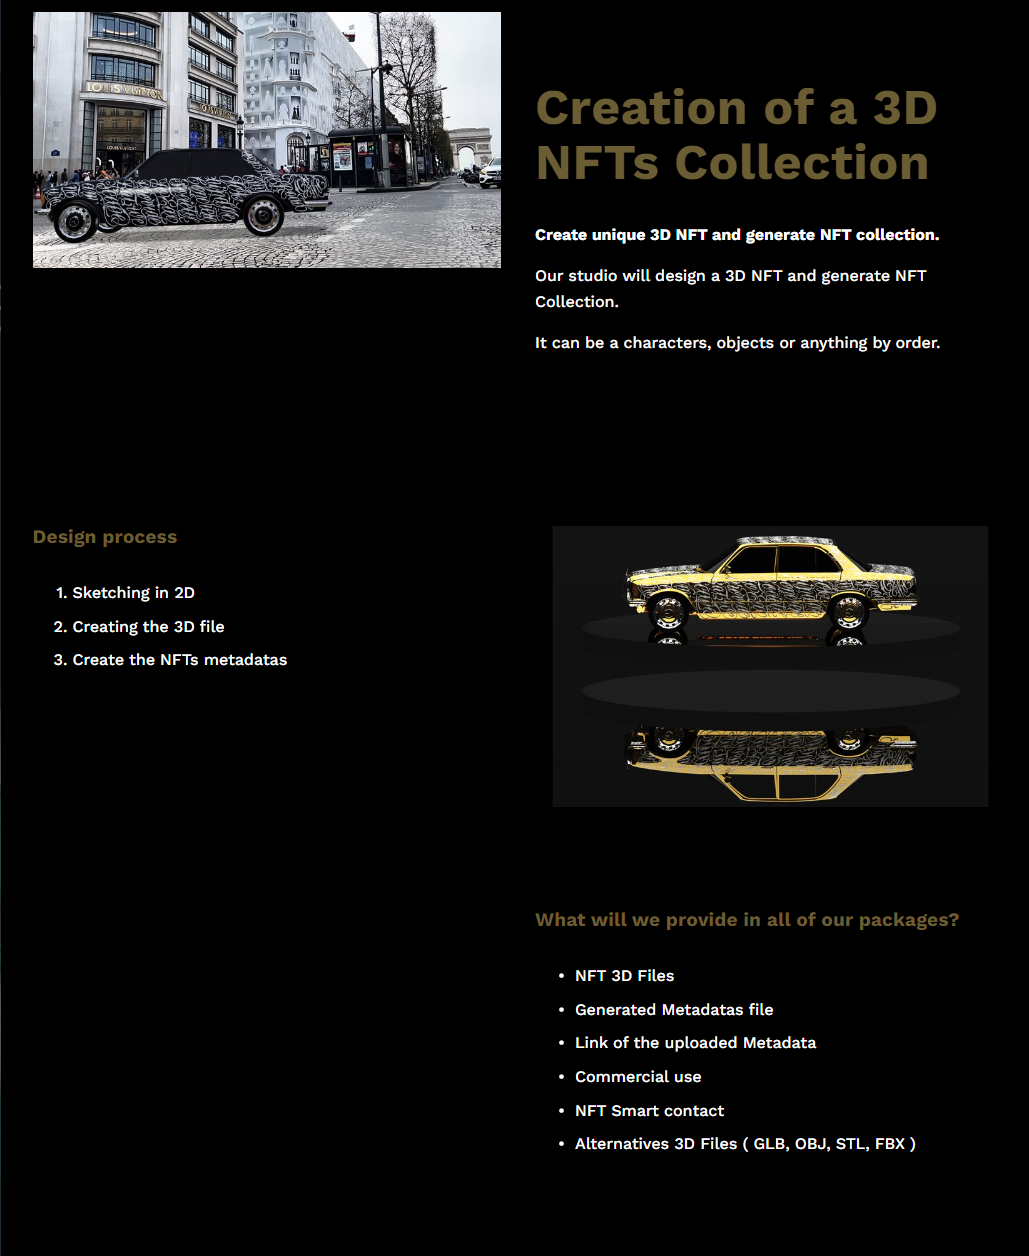 LOUIS VUITTON
LOUIS VUITTON
Creation of a 3D
NFTs Collection
Create unique 3D NFT and generate NFT collection.
Our studio will design a 3D NFT and generate NFT
Collection.
It can be a characters, objects or anything by order.
Design process
1. Sketching in 2D
2. Creating the 3D file
3. Create the NFTs metadatas
What will we provide in all of our packages?
• NFT 3D Files
• Generated Metadatas file
• Link of the uploaded Metadata
• Commercial use
• NFT Smart contact
• Alternatives 3D Files ( GLB, OBJ, STL, FBX )